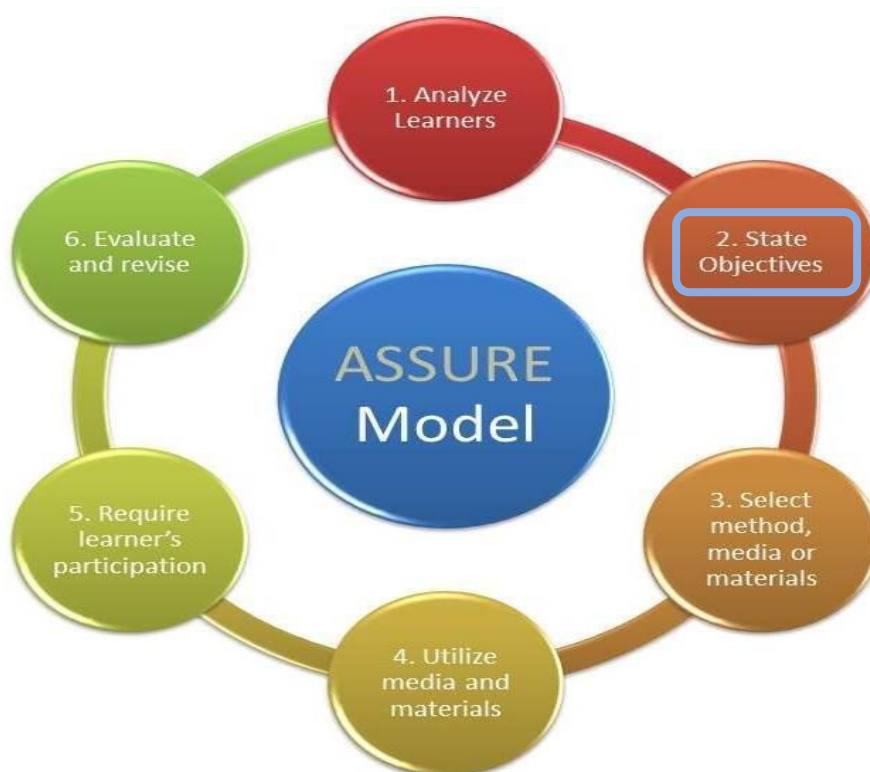 ASSURE
Model
1. Analyze
Learners
2. State
Objectives
3. Select
method,
media or
materials
4. Utilize
media and
materials
5. Require
learner’s
participation
6. Evaluate
and revise